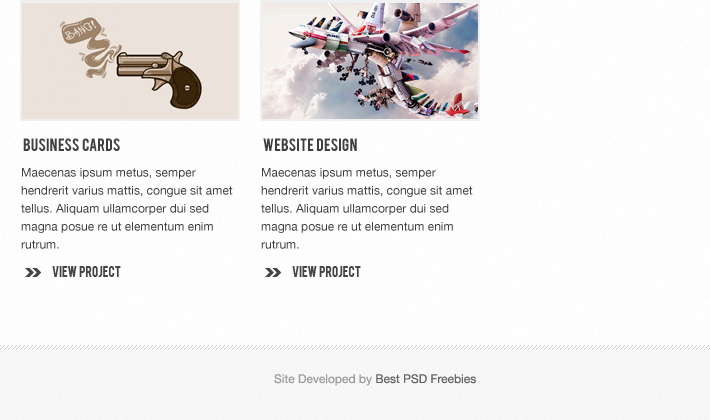 BANG!
BUSINESS CARDS
Maecenas ipsum metus, semper
hendrerit varius mattis, congue sit amet
tellus. Aliquam ullamcorper dui sed
magna posue re ut elementum enim
rutrum.
VIEW PROJECT
WEBSITE DESIGN
Maecenas ipsum metus, semper
hendrerit varius mattis, congue sit amet
tellus. Aliquam ullamcorper dui sed
magna posue re ut elementum enim
rutrum.
VIEW PROJECT
Site Developed by Best PSD Freebies